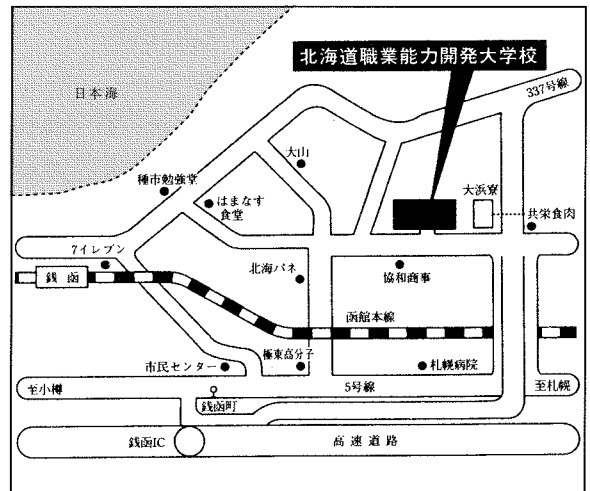 北海道職業能力開発大学校
日本海
337号線
大山
種市勉強堂
大浜寮
はまなす
食堂
共栄食肉
7イレブン
銭函
北海バネ
協和商事
函館本線
市民センター
極東高分子
札幌病院
至小樽
5号線
至札幌
銭函町
銭函IC
高速道路